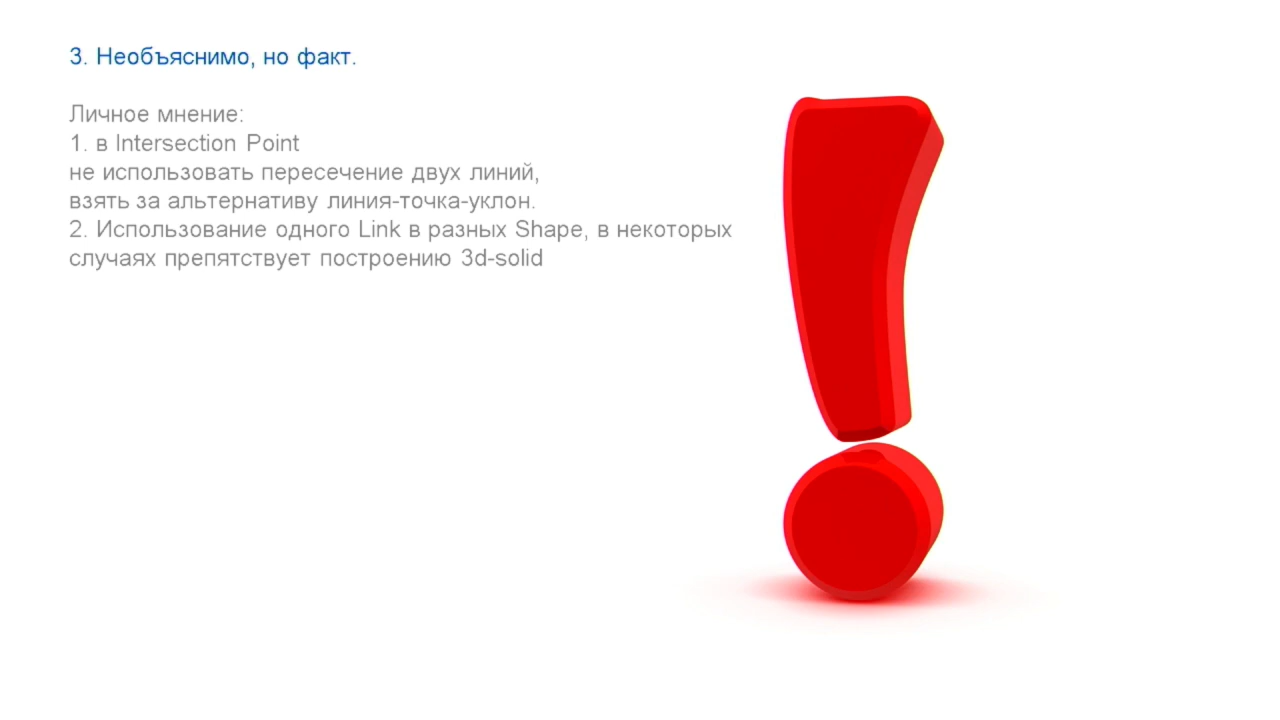 3. Необъяснимо, но факт.
Личное мнение:
1. в Intersection Point
не использовать пересечение двух линий,
взять за альтернативу линия-точка-уклон.
2. Использование одного Link в разных Shape, в некоторых
случаях препятствует построению 3d-solid